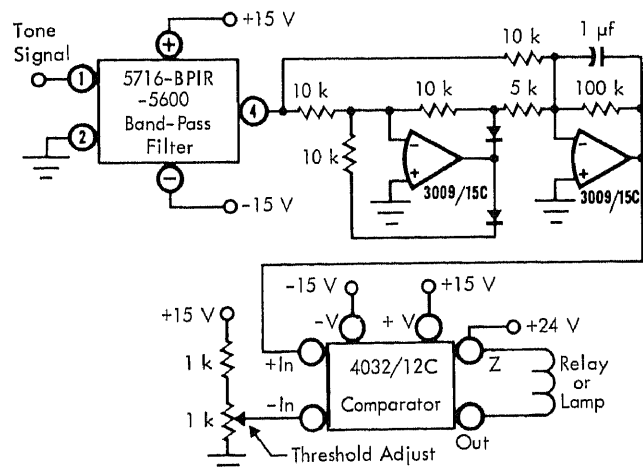 +15 V
Tone
Signal
1
+
5716-BPIR
-5600
Band-Pass
Filter
2
4
−
-15 V
10 k
10 k
10 k
10 k
5 k
1 µf
100 k
-
+
3009/15C
-
+
3009/15C
+15 V
1 k
1 k
Threshold Adjust
-15 V
+15 V
-V
+ V
+In
-In
4032/12C
Comparator
Z
Out
+24 V
Relay
or
Lamp